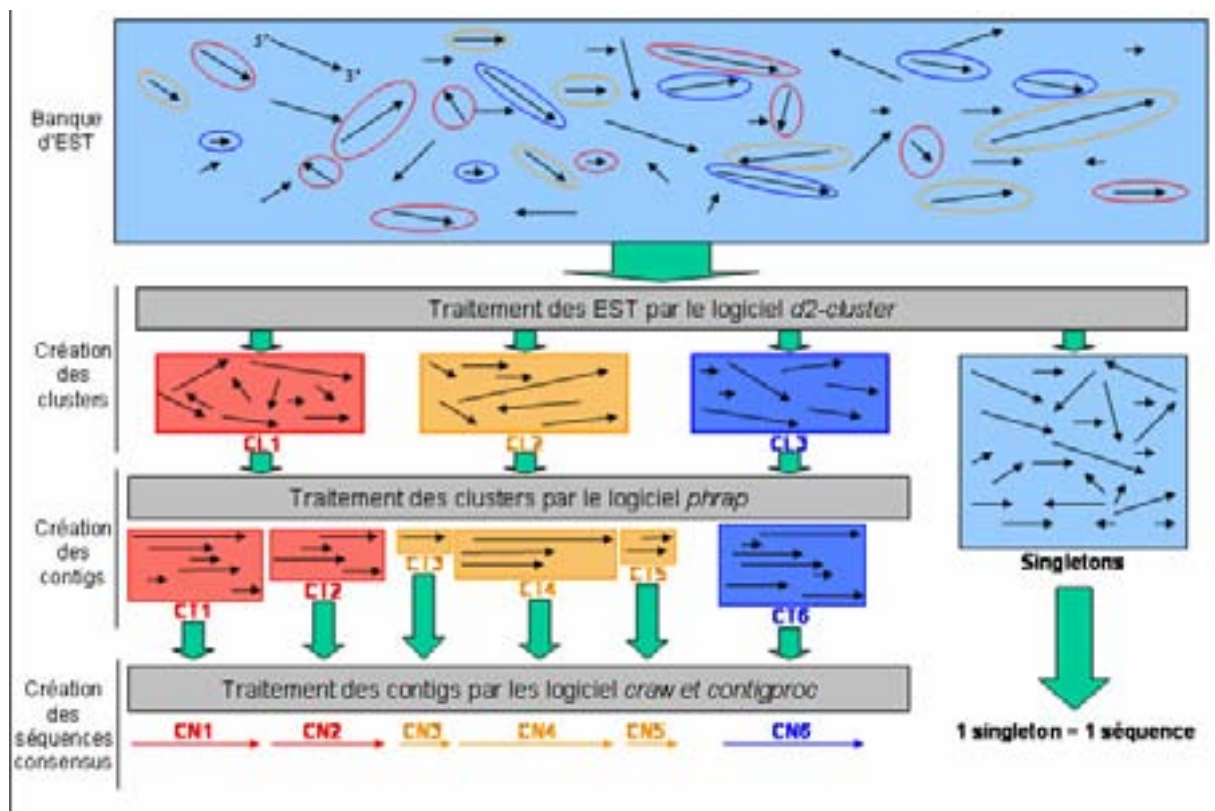 5'
3'
Banque
d'EST
Traitement des EST par le logiciel d2-cluster
Création
des
clusters
CL1 CL2 CL3
Traitement des clusters par le logiciel phrap
Création
des
contigs
CT1 CT2 CT3 CT4 CT5 CT6
Singletons
Traitement des contigs par les logiciel craw et contigproc
Création
des
séquences
consensus
CN1 CN2 CN3 CN4 CN5 CN6
1 singleton = 1 séquence